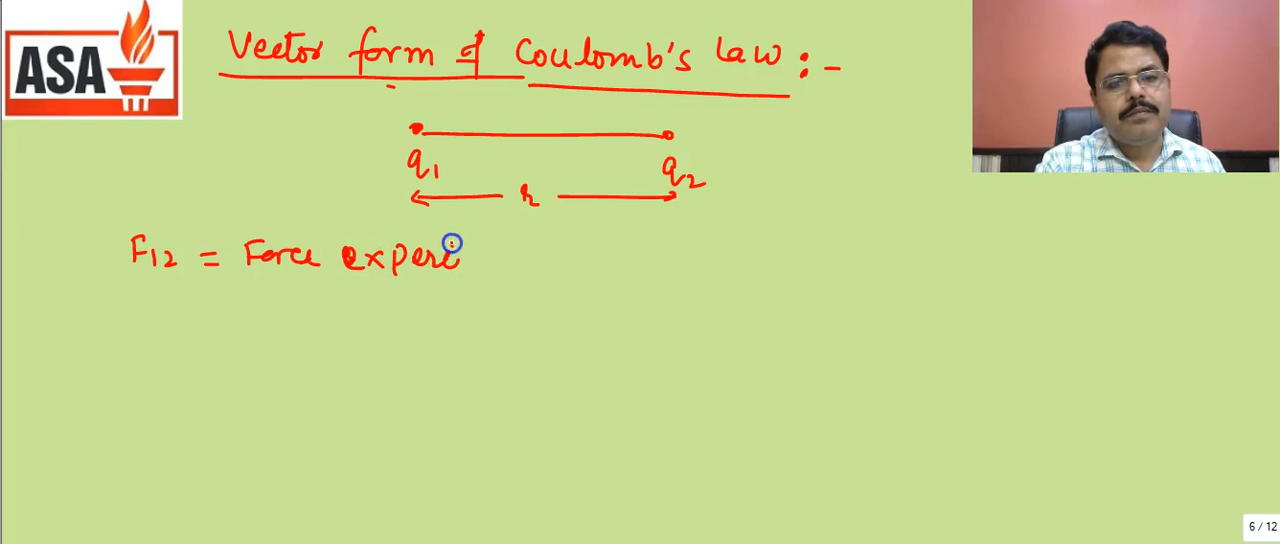 ASA
Vector form of Coulomb's Law :-
q1 q2
r
F12 = Force experi
6 / 12